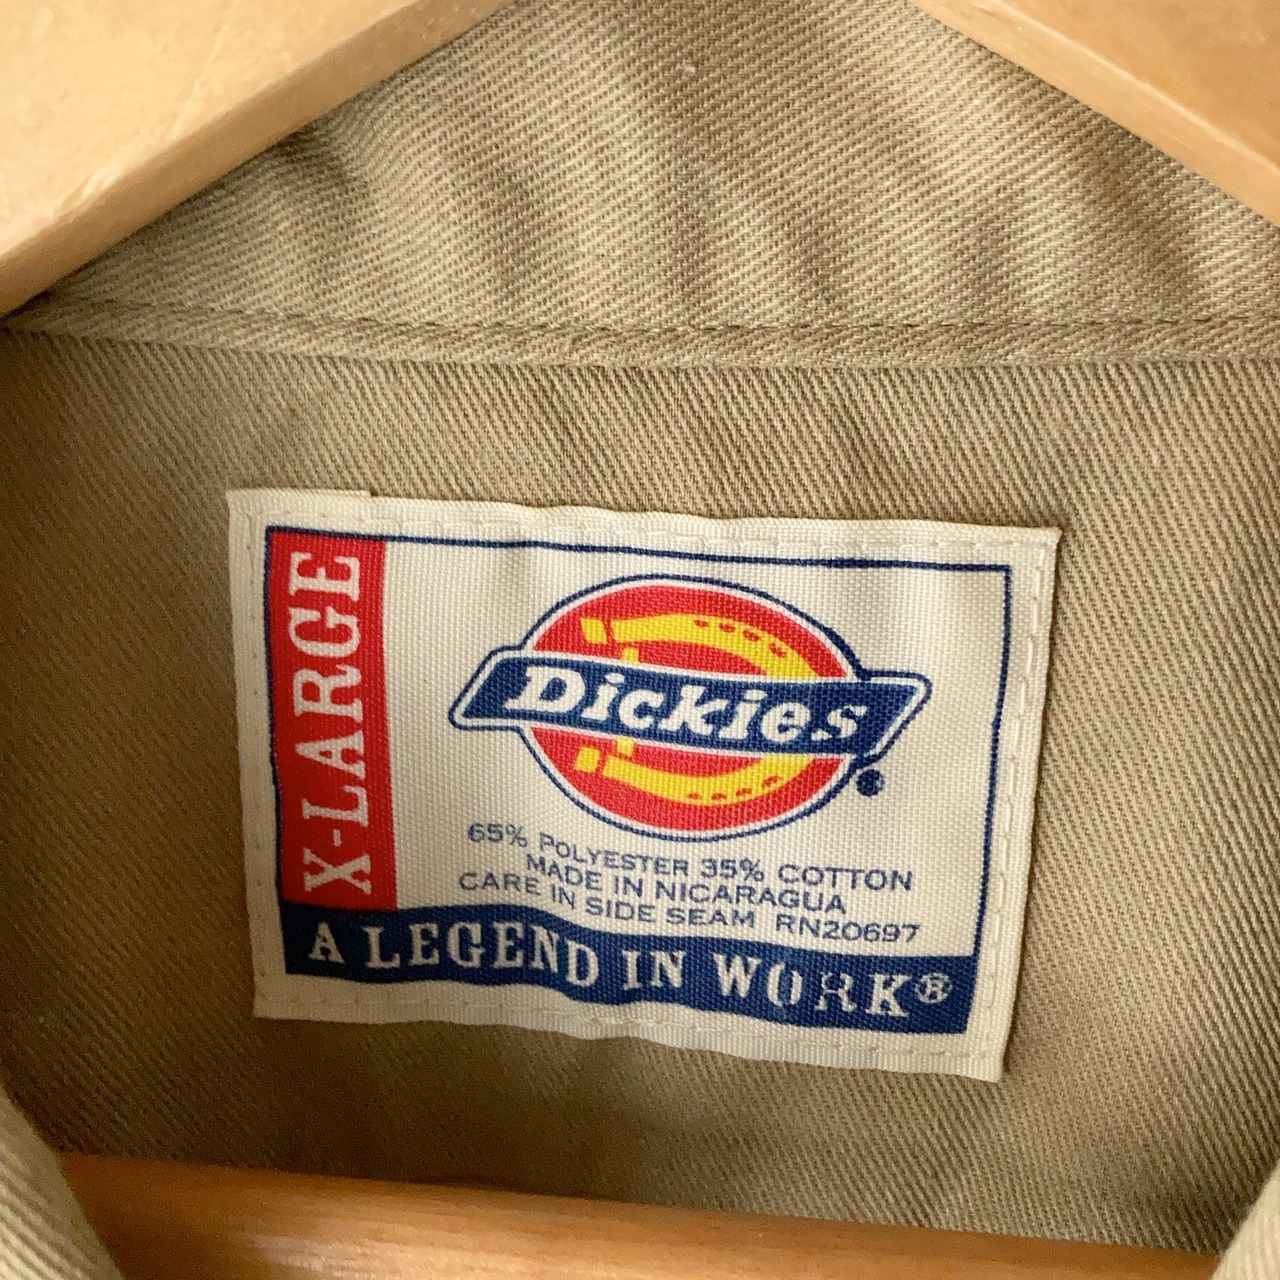 X-LARGE
Dickies®
65% POLYESTER 35% COTTON
MADE IN NICARAGUA
CARE IN SIDE SEAM RN20697
A LEGEND IN WORK®